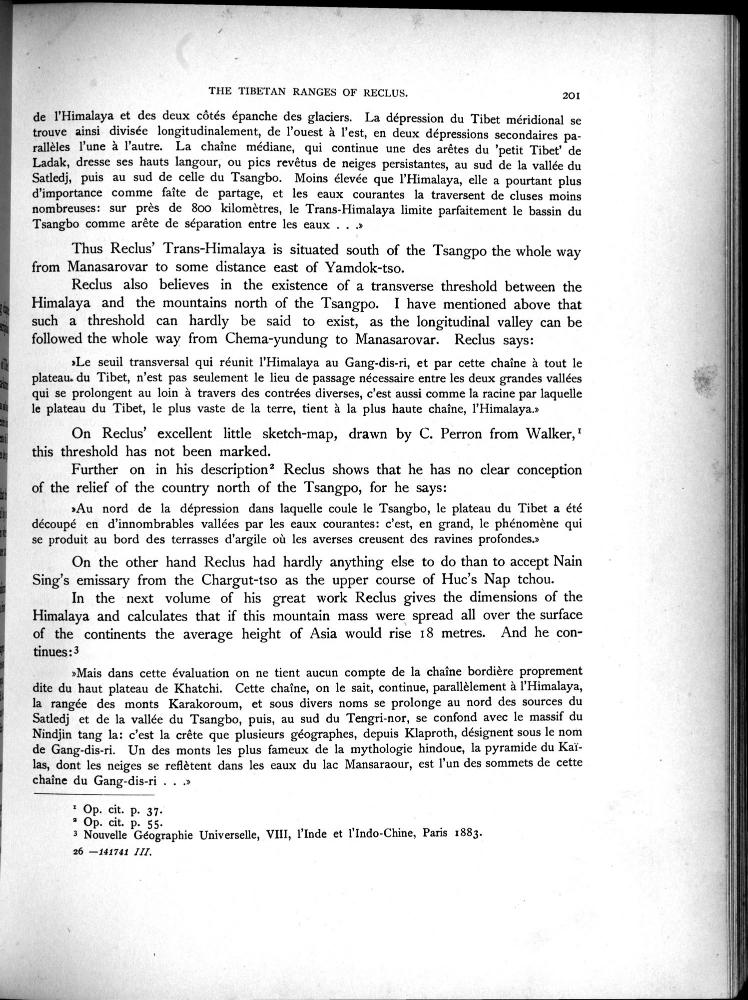 THE TIBETAN RANGES OF RECLUS. 201
de l'Himalaya et des deux côtés épanche des glaciers. La dépression du Tibet méridional se
trouve ainsi divisée longitudinalement, de l'ouest à l'est, en deux dépressions secondaires pa-
rallèles l'une à l'autre. La chaîne médiane, qui continue une des arêtes du 'petit Tibet' de
Ladak, dresse ses hauts langour, ou pics revêtus de neiges persistantes, au sud de la vallée du
Satledj, puis au sud de celle du Tsangbo. Moins élevée que l'Himalaya, elle a pourtant plus
d'importance comme faîte de partage, et les eaux courantes la traversent de cluses moins
nombreuses: sur près de 800 kilomètres, le Trans-Himalaya limite parfaitement le bassin du
Tsangbo comme arête de séparation entre les eaux . . .»
Thus Reclus' Trans-Himalaya is situated south of the Tsangpo the whole way
from Manasarovar to some distance east of Yamdok-tso.
Reclus also believes in the existence of a transverse threshold between the
Himalaya and the mountains north of the Tsangpo. I have mentioned above that
such a threshold can hardly be said to exist, as the longitudinal valley can be
followed the whole way from Chema-yundung to Manasarovar. Reclus says:
»Le seuil transversal qui réunit l'Himalaya au Gang-dis-ri, et par cette chaîne à tout le
plateau du Tibet, n'est pas seulement le lieu de passage nécessaire entre les deux grandes vallées
qui se prolongent au loin à travers des contrées diverses, c'est aussi comme la racine par laquelle
le plateau du Tibet, le plus vaste de la terre, tient à la plus haute chaîne, l'Himalaya.»
On Reclus' excellent little sketch-map, drawn by C. Perron from Walker,¹
this threshold has not been marked.
Further on in his description² Reclus shows that he has no clear conception
of the relief of the country north of the Tsangpo, for he says:
»Au nord de la dépression dans laquelle coule le Tsangbo, le plateau du Tibet a été
découpé en d'innombrables vallées par les eaux courantes: c'est, en grand, le phénomène qui
se produit au bord des terrasses d'argile où les averses creusent des ravines profondes.»
On the other hand Reclus had hardly anything else to do than to accept Nain
Sing's emissary from the Chargut-tso as the upper course of Huc's Nap tchou.
In the next volume of his great work Reclus gives the dimensions of the
Himalaya and calculates that if this mountain mass were spread all over the surface
of the continents the average height of Asia would rise 18 metres. And he con-
tinues:³
»Mais dans cette évaluation on ne tient aucun compte de la chaîne bordière proprement
dite du haut plateau de Khatchi. Cette chaîne, on le sait, continue, parallèlement à l'Himalaya,
la rangée des monts Karakoroum, et sous divers noms se prolonge au nord des sources du
Satledj et de la vallée du Tsangbo, puis, au sud du Tengri-nor, se confond avec le massif du
Nindjin tang la: c'est la crête que plusieurs géographes, depuis Klaproth, désignent sous le nom
de Gang-dis-ri. Un des monts les plus fameux de la mythologie hindoue, la pyramide du Kaï-
las, dont les neiges se reflètent dans les eaux du lac Mansaraour, est l'un des sommets de cette
chaîne du Gang-dis-ri . . .»
¹ Op. cit. p. 37.
² Op. cit. p. 55.
³ Nouvelle Géographie Universelle, VIII, l'Inde et l'Indo-Chine, Paris 1883.
26 —141741 III.